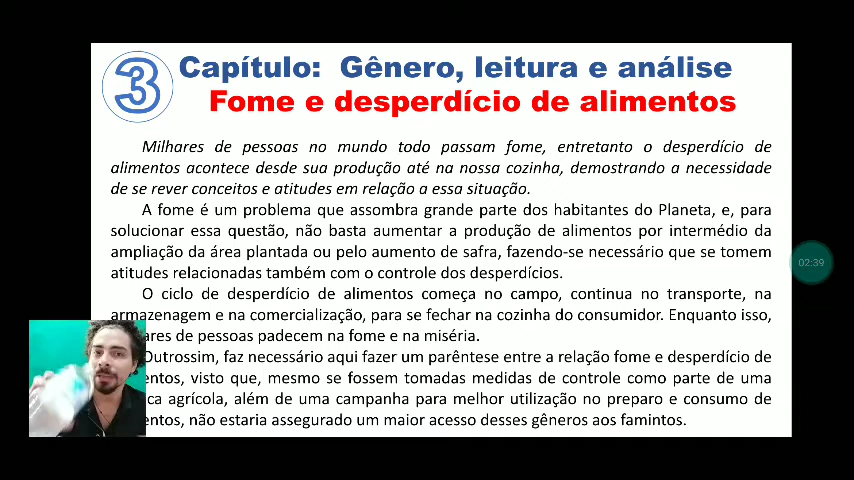 3 Capítulo: Gênero, leitura e análise
Fome e desperdício de alimentos
Milhares de pessoas no mundo todo passam fome, entretanto o desperdício de
alimentos acontece desde sua produção até na nossa cozinha, demostrando a necessidade
de se rever conceitos e atitudes em relação a essa situação.
A fome é um problema que assombra grande parte dos habitantes do Planeta, e, para
solucionar essa questão, não basta aumentar a produção de alimentos por intermédio da
ampliação da área plantada ou pelo aumento de safra, fazendo-se necessário que se tomem
atitudes relacionadas também com o controle dos desperdícios.
O ciclo de desperdício de alimentos começa no campo, continua no transporte, na
armazenagem e na comercialização, para se fechar na cozinha do consumidor. Enquanto isso,
de pessoas padecem na fome e na miséria.
Outrossim, faz necessário aqui fazer um parêntese entre a relação fome e desperdício de
visto que, mesmo se fossem tomadas medidas de controle como parte de uma
agrícola, além de uma campanha para melhor utilização no preparo e consumo de
não estaria assegurado um maior acesso desses gêneros aos famintos.
02:39